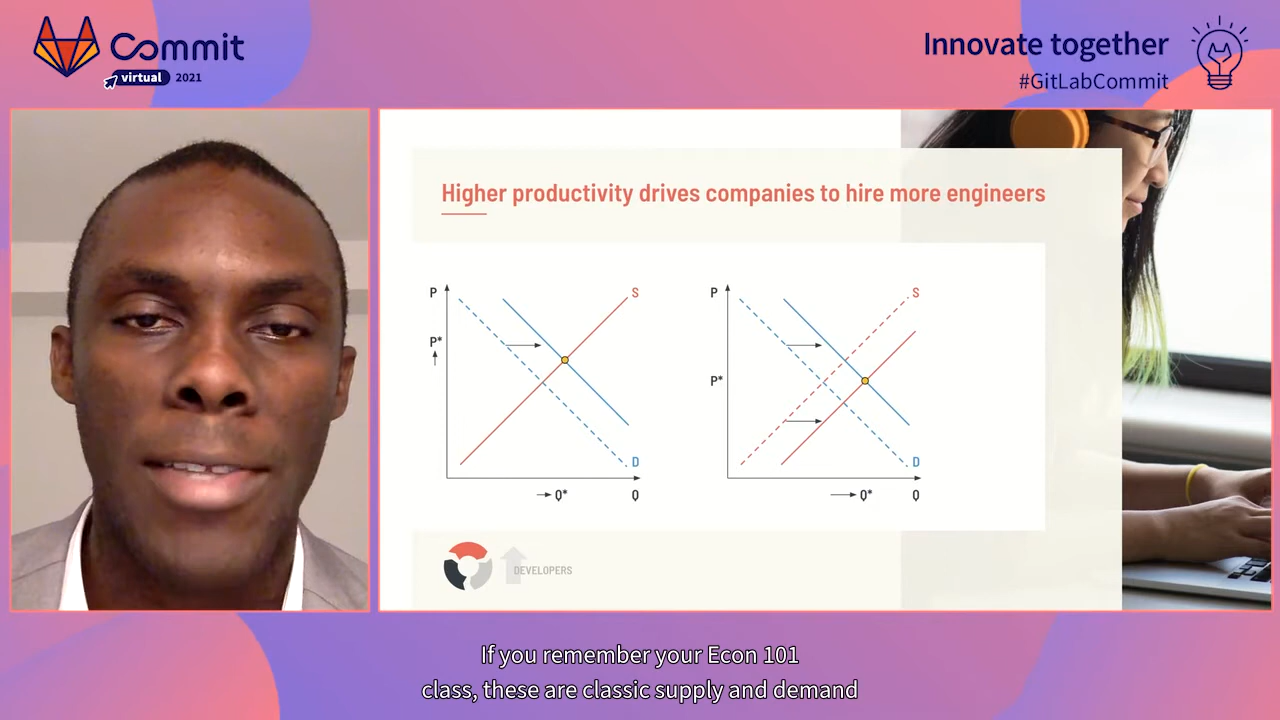 Commit
virtual 2021
Innovate together
#GitLabCommit
Higher productivity drives companies to hire more engineers
P
S
P*
D
Q*
Q
P
S
P*
D
Q*
Q
DEVELOPERS
If you remember your Econ 101
class, these are classic supply and demand